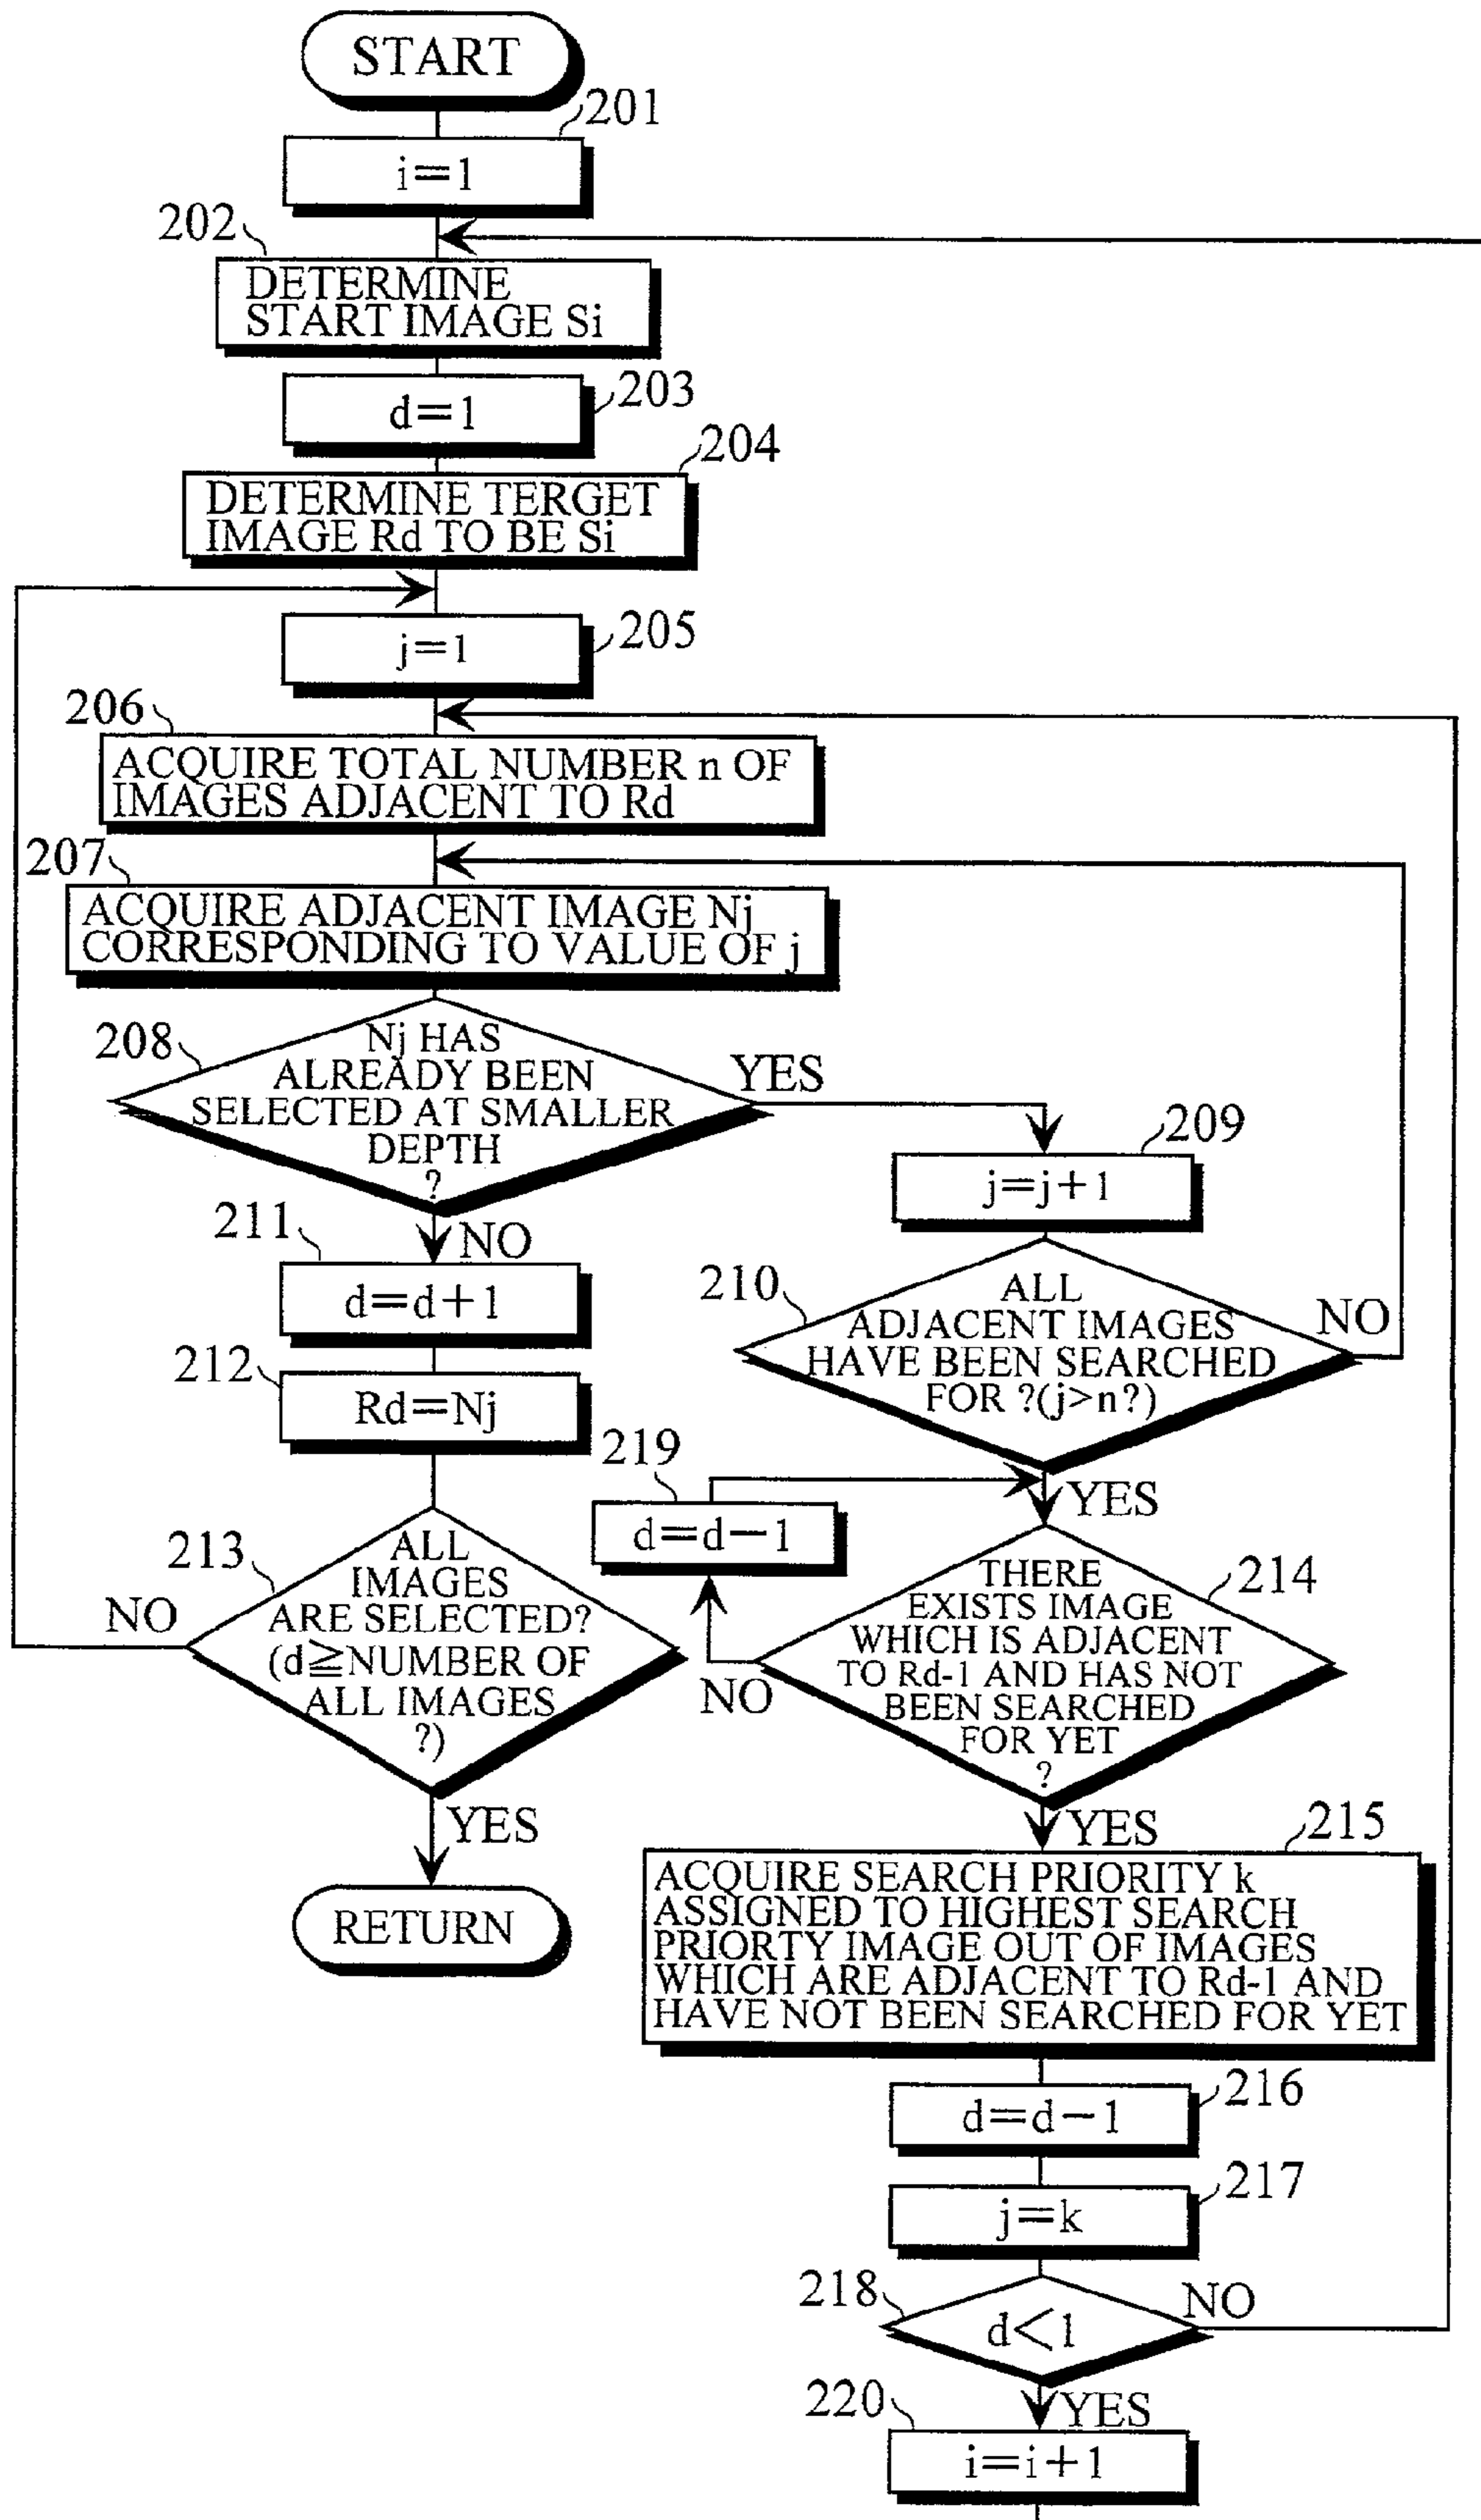 START
201
i=1
202
DETERMINE
START IMAGE Si
203
d=1
204
DETERMINE TERGET
IMAGE Rd TO BE Si
205
j=1
206
ACQUIRE TOTAL NUMBER n OF
IMAGES ADJACENT TO Rd
207
ACQUIRE ADJACENT IMAGE Nj
CORRESPONDING TO VALUE OF j
208
Nj HAS
ALREADY BEEN
SELECTED AT SMALLER
DEPTH
?
YES
209
j=j+1
NO
211
d=d+1
210
ALL
ADJACENT IMAGES
HAVE BEEN SEARCHED
FOR ?(j>n?)
NO
212
Rd=Nj
219
d=d−1
YES
213
ALL
IMAGES
ARE SELECTED?
(d≧NUMBER OF
ALL IMAGES
?)
NO
214
THERE
EXISTS IMAGE
WHICH IS ADJACENT
TO Rd-1 AND HAS NOT
BEEN SEARCHED
FOR YET
?
NO
YES
YES
RETURN
215
ACQUIRE SEARCH PRIORITY k
ASSIGNED TO HIGHEST SEARCH
PRIORTY IMAGE OUT OF IMAGES
WHICH ARE ADJACENT TO Rd-1 AND
HAVE NOT BEEN SEARCHED FOR YET
216
d=d−1
217
j=k
218
d<1
NO
YES
220
i=i+1